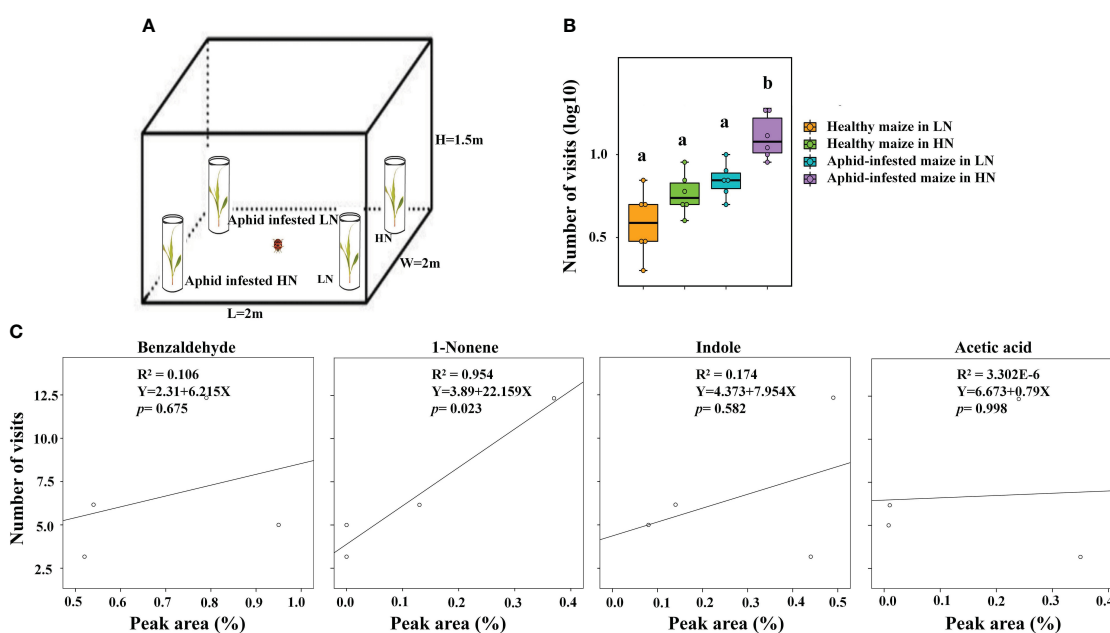 A
H=1.5m
Aphid infested LN
HN
W=2m
Aphid infested HN
LN
L=2m
B
Number of visits (log10)
1.0
0.5
a
a
a
b
Healthy maize in LN
Healthy maize in HN
Aphid-infested maize in LN
Aphid-infested maize in HN
C
Number of visits
12.5
10.0
7.5
5.0
2.5
Benzaldehyde
R² = 0.106
Y=2.31+6.215X
p= 0.675
0.5 0.6 0.7 0.8 0.9 1.0
Peak area (%)
1-Nonene
R² = 0.954
Y=3.89+22.159X
p= 0.023
0.0 0.1 0.2 0.3 0.4
Peak area (%)
Indole
R² = 0.174
Y=4.373+7.954X
p= 0.582
0.0 0.1 0.2 0.3 0.4 0.5
Peak area (%)
Acetic acid
R² = 3.302E-6
Y=6.673+0.79X
p= 0.998
0.0 0.1 0.2 0.3 0.4
Peak area (%)